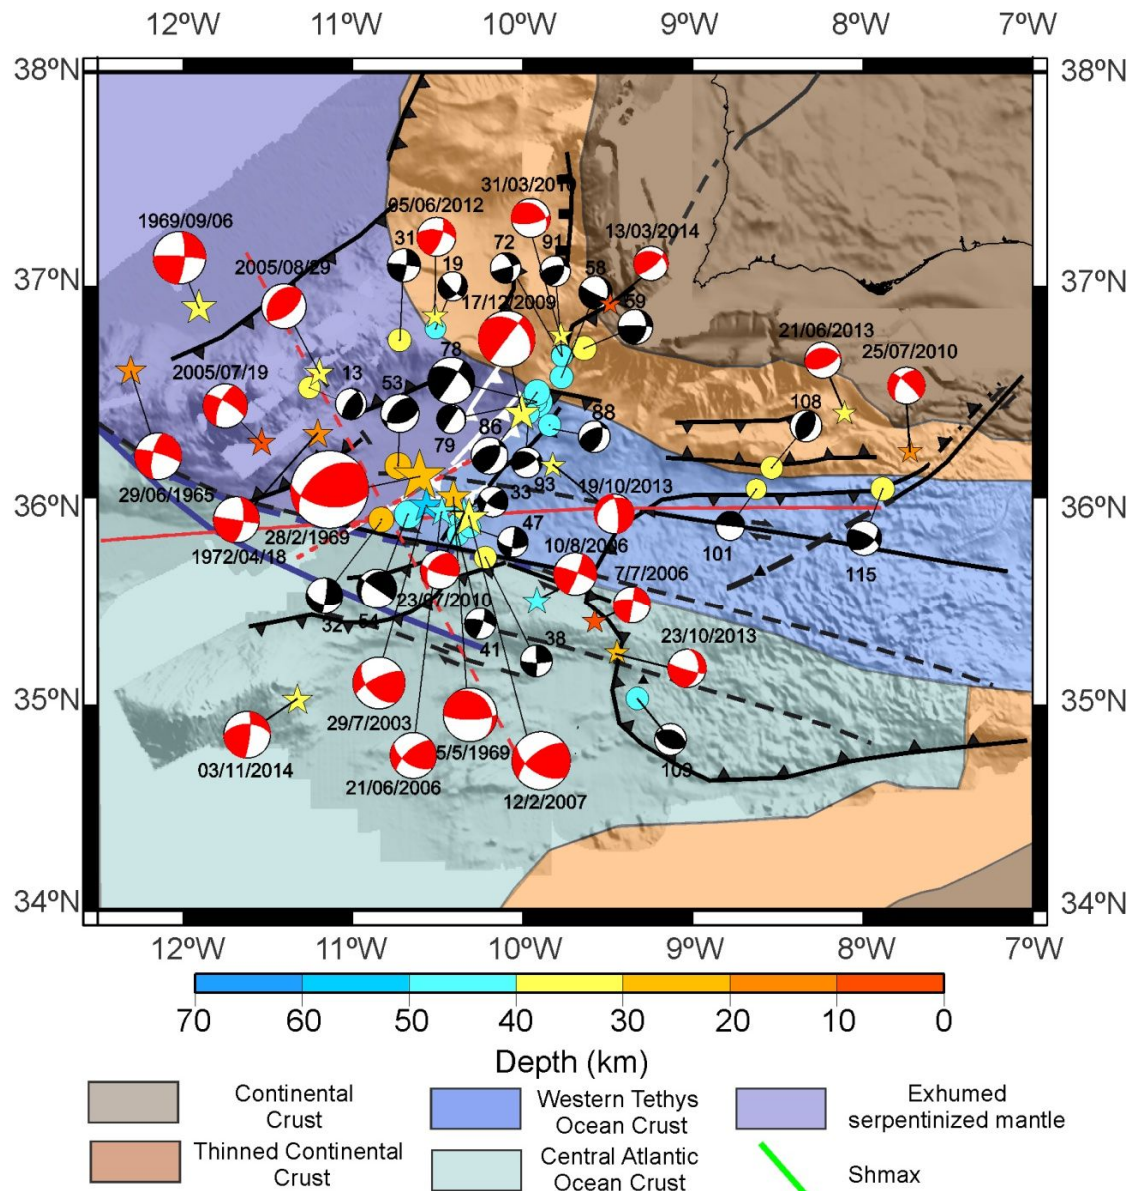 12ºW 11ºW 10ºW 9ºW 8ºW 7ºW
38ºN 38ºN
31/03/2010
1969/09/06 05/06/2012
13/03/2014
31 72 91
2005/08/29 19 58
37ºN 37ºN
17/12/2009 59
21/06/2013
78 25/07/2010
2005/07/19 13 53
108
79 86 88
93
36ºN 36ºN
29/06/1965 33 19/10/2013
28/2/1969 47
1972/04/18 10/8/2006 101 115
7/7/2006
23/07/2010
32 54
41 38 23/10/2013
35ºN 35ºN
29/7/2003
5/5/1969
109
03/11/2014 21/06/2006
12/2/2007
34ºN 34ºN
12ºW 11ºW 10ºW 9ºW 8ºW 7ºW
70 60 50 40 30 20 10 0
Depth (km)
Continental
Crust
Western Tethys
Ocean Crust
Exhumed
serpentinized mantle
Thinned Continental
Crust
Central Atlantic
Ocean Crust
Shmax